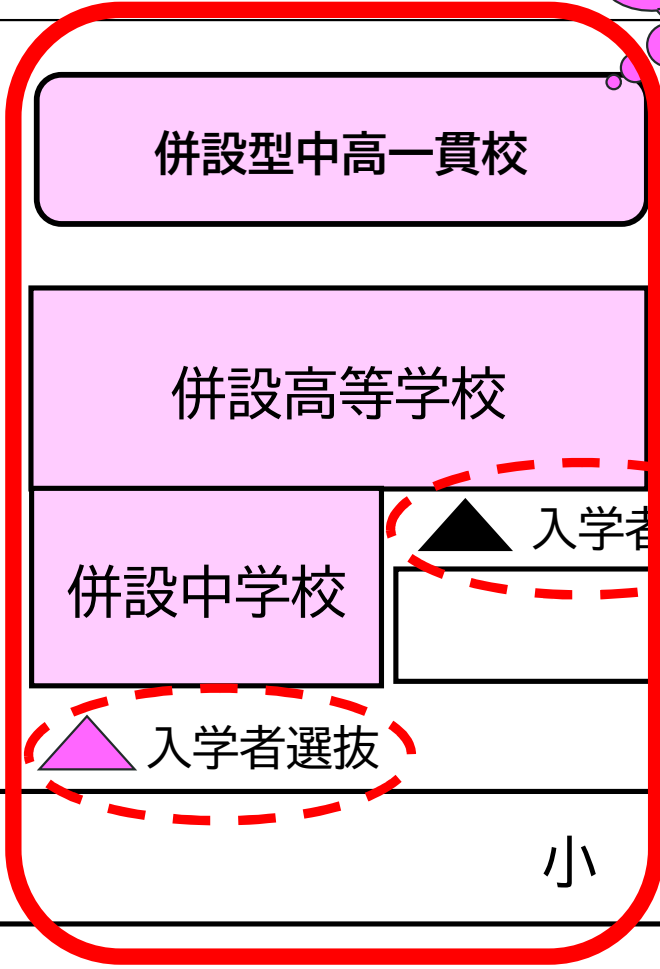 併設型中高一貫校
併設高等学校
入学者
併設中学校
入学者選抜
小